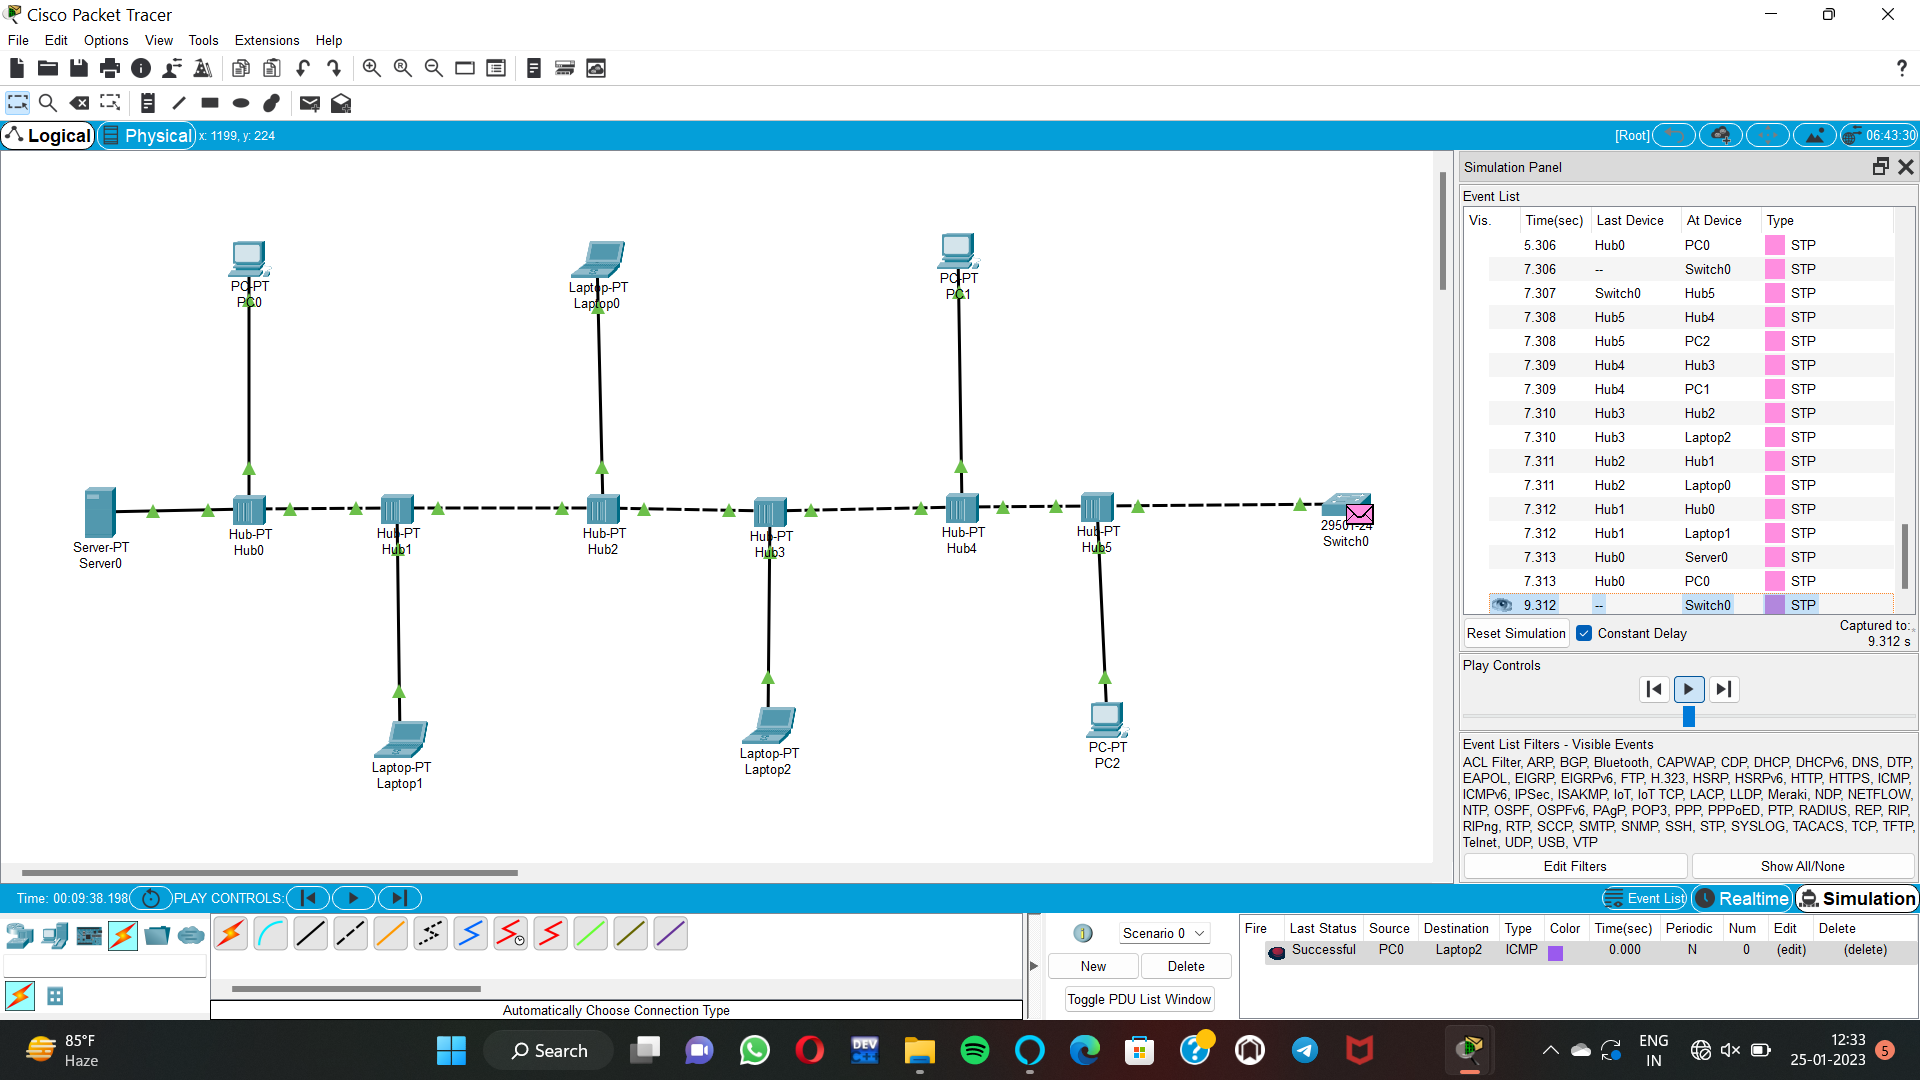 Cisco Packet Tracer
File Edit Options View Tools Extensions Help
?
Logical Physical x: 1199, y: 224
[Root] 06:43:30
PC-PT
PC0
Laptop-PT
Laptop0
PC-PT
PC1
Server-PT
Server0
Hub-PT
Hub0
Hub-PT
Hub1
Hub-PT
Hub2
Hub-PT
Hub3
Hub-PT
Hub4
Hub-PT
Hub5
Switch0
Laptop-PT
Laptop1
Laptop-PT
Laptop2
PC-PT
PC2
Simulation Panel
Event List
Vis. Time(sec) Last Device At Device Type
5.306 Hub0 PC0 STP
7.306 -- Switch0 STP
7.307 Switch0 Hub5 STP
7.308 Hub5 Hub4 STP
7.308 Hub5 PC2 STP
7.309 Hub4 Hub3 STP
7.309 Hub4 PC1 STP
7.310 Hub3 Hub2 STP
7.310 Hub3 Laptop2 STP
7.311 Hub2 Hub1 STP
7.311 Hub2 Laptop0 STP
7.312 Hub1 Hub0 STP
7.312 Hub1 Laptop1 STP
7.313 Hub0 Server0 STP
7.313 Hub0 PC0 STP
9.312 -- Switch0 STP
Reset Simulation Constant Delay Captured to:
9.312 s
Play Controls
Event List Filters - Visible Events
ACL Filter, ARP, BGP, Bluetooth, CAPWAP, CDP, DHCP, DHCPv6, DNS, DTP,
EAPOL, EIGRP, EIGRPv6, FTP, H.323, HSRP, HSRPv6, HTTP, HTTPS, ICMP,
ICMPv6, IPSec, ISAKMP, IoT, IoT TCP, LACP, LLDP, Meraki, NDP, NETFLOW,
NTP, OSPF, OSPFv6, PAgP, POP3, PPP, PPPoED, PTP, RADIUS, REP, RIP,
RIPng, RTP, SCCP, SMTP, SNMP, SSH, STP, SYSLOG, TACACS, TCP, TFTP,
Telnet, UDP, USB, VTP
Edit Filters Show All/None
Time: 00:09:38.198 PLAY CONTROLS:
Event List Realtime Simulation
Automatically Choose Connection Type
1 Scenario 0
New Delete
Toggle PDU List Window
Fire Last Status Source Destination Type Color Time(sec) Periodic Num Edit Delete
Successful PC0 Laptop2 ICMP 0.000 N 0 (edit) (delete)
85°F
Haze
Search
DEV
C++
ENG
IN
12:33
25-01-2023
5